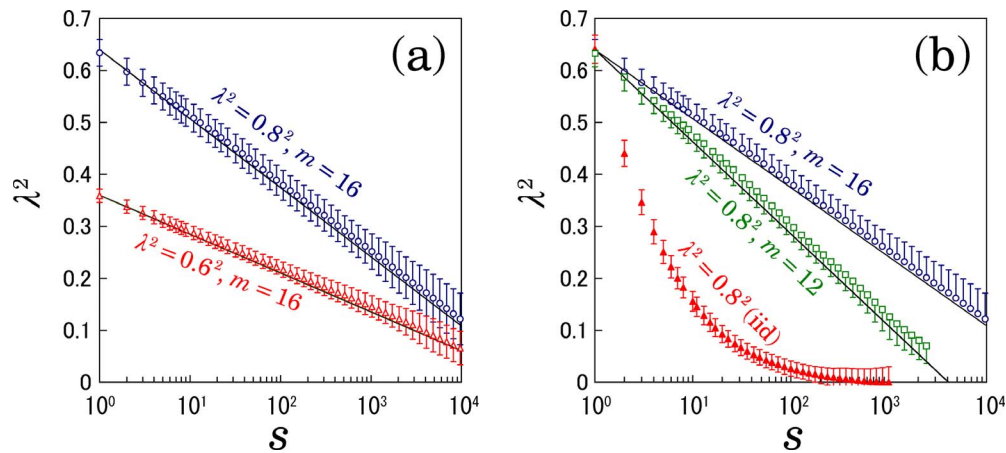 (a)
0.7
0.6
0.5
0.4
0.3
0.2
0.1
0
λ²
λ² = 0.8², m = 16
λ² = 0.6², m = 16
10⁰ 10¹ 10² 10³ 10⁴
s
(b)
0.7
0.6
0.5
0.4
0.3
0.2
0.1
0
λ²
λ² = 0.8², m = 16
λ² = 0.8², m = 12
λ² = 0.8² (iid)
10⁰ 10¹ 10² 10³ 10⁴
s